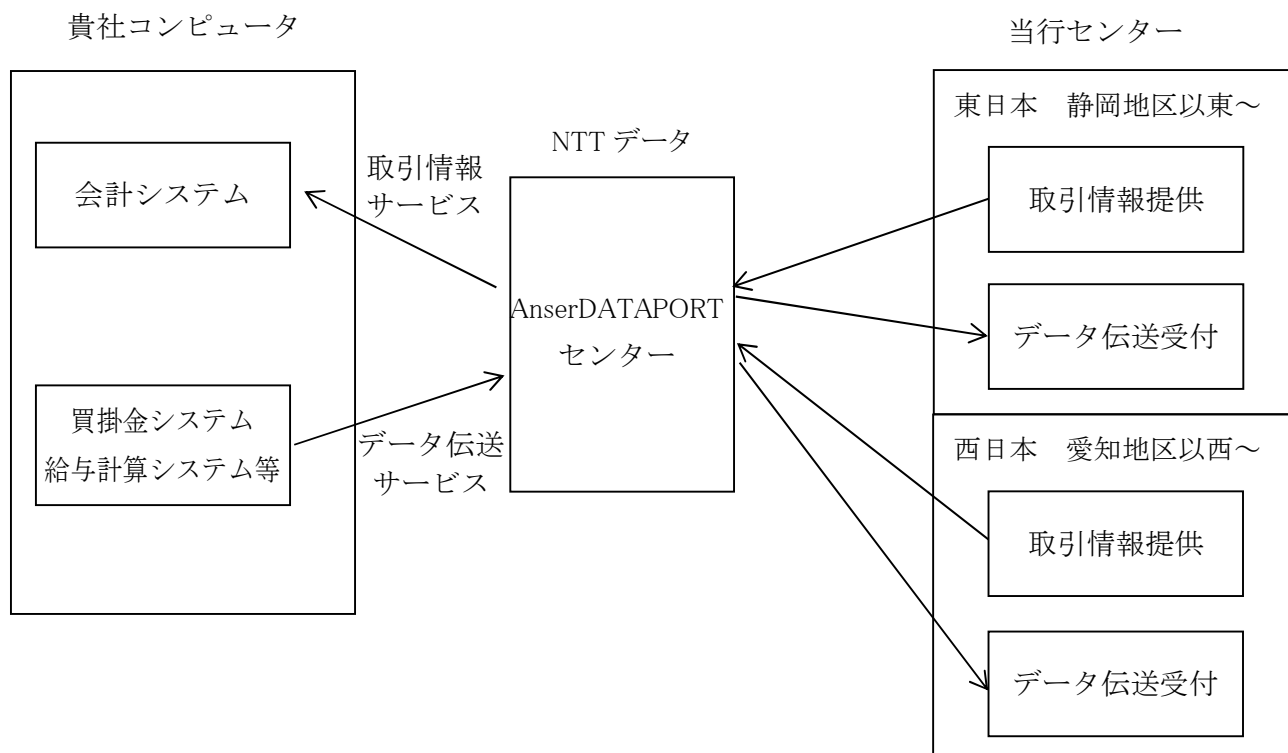 貴社コンピュータ
会計システム
買掛金システム
給与計算システム等
取引情報
サービス
データ伝送
サービス
NTT データ
AnserDATAPORT
センター
当行センター
東日本　静岡地区以東～
取引情報提供
データ伝送受付
西日本　愛知地区以西～
取引情報提供
データ伝送受付